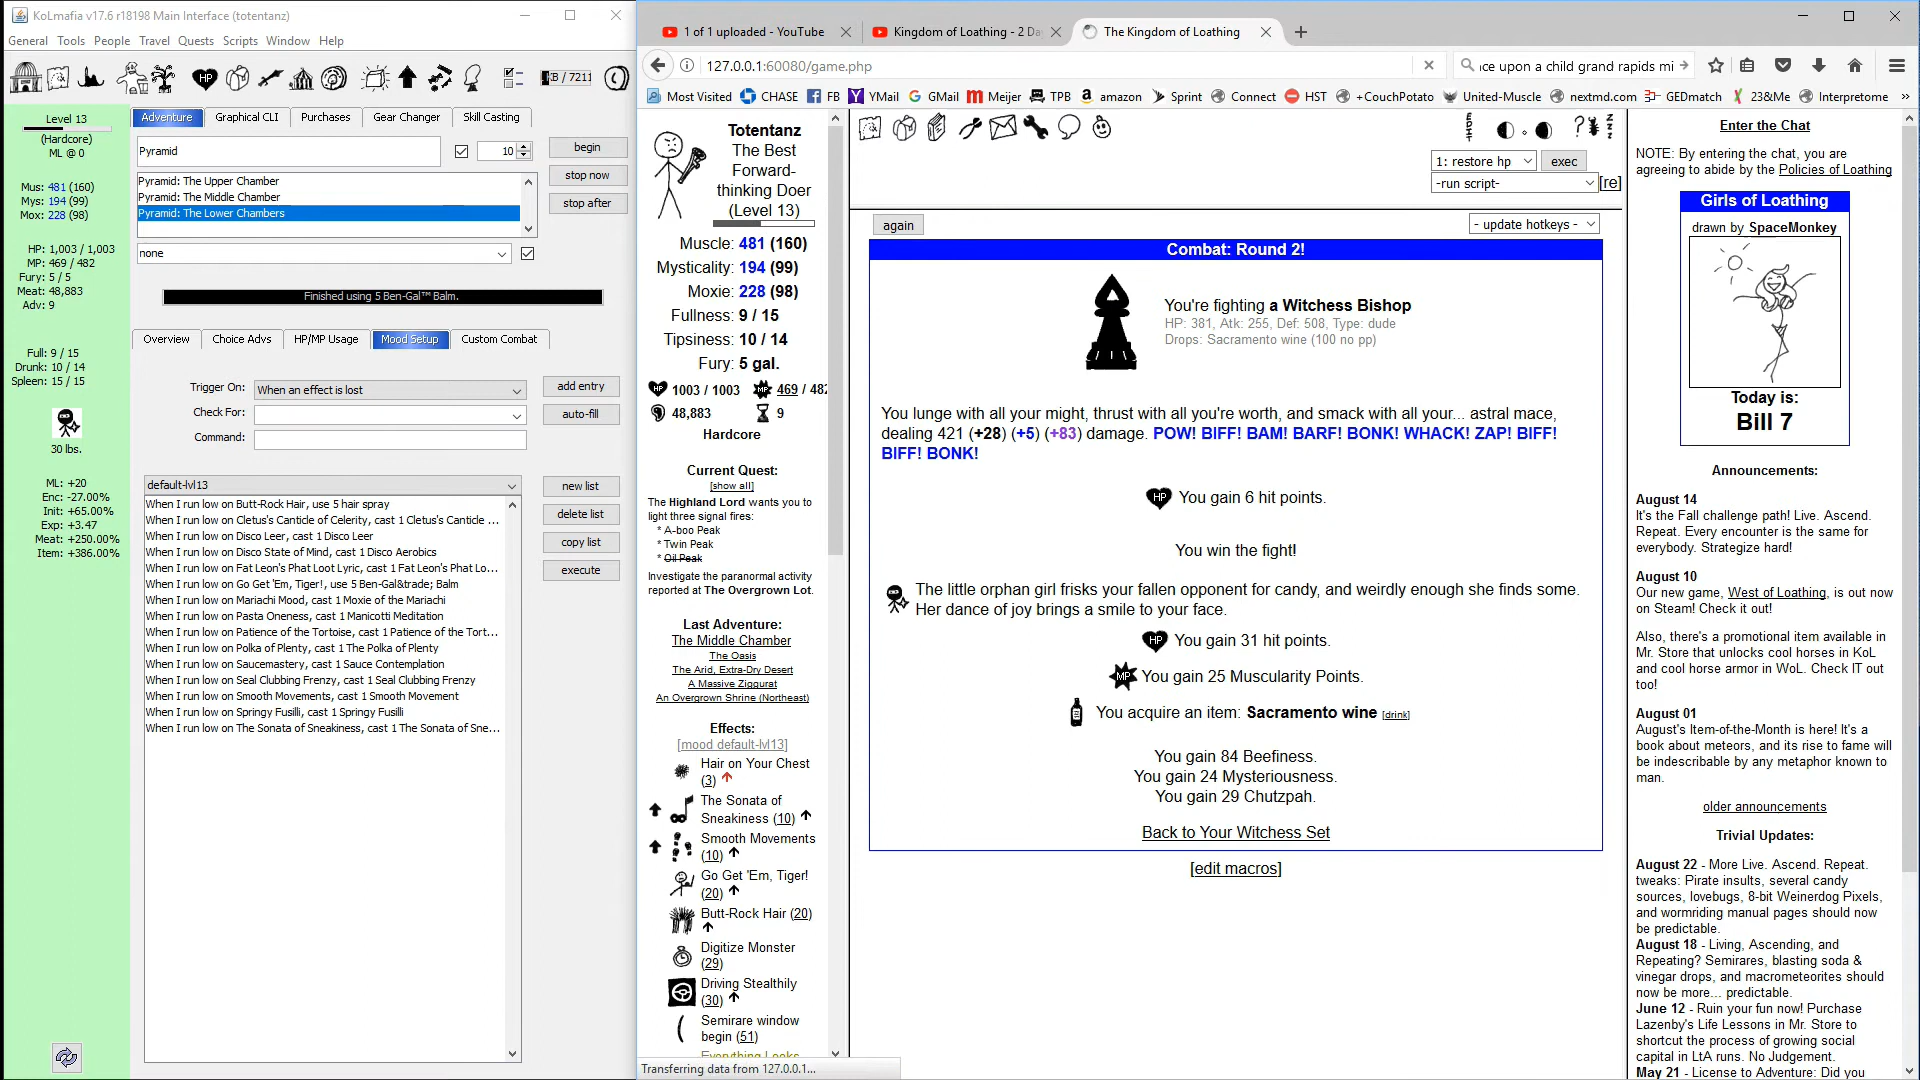 KoLmafia v17.6 r18198 Main Interface (totentanz)
General Tools People Travel Quests Scripts Window Help
HP
KB / 7211
Level 13
(Hardcore)
ML @ 0
Mus: 481 (160)
Mys: 194 (99)
Mox: 228 (98)
HP: 1,003 / 1,003
MP: 469 / 482
Fury: 5 / 5
Meat: 48,883
Adv: 9
Full: 9 / 15
Drunk: 10 / 14
Spleen: 15 / 15
30 lbs.
ML: +20
Enc: -27.00%
Init: +65.00%
Exp: +3.47
Meat: +250.00%
Item: +386.00%
Adventure Graphical CLI Purchases Gear Changer Skill Casting
Pyramid
10
begin
stop now
stop after
Pyramid: The Upper Chamber
Pyramid: The Middle Chamber
Pyramid: The Lower Chambers
none
Finished using 5 Ben-Gal™ Balm.
Overview Choice Advs HP/MP Usage Mood Setup Custom Combat
Trigger On: When an effect is lost
Check For:
Command:
add entry
auto-fill
default-lvl13
new list
delete list
copy list
execute
When I run low on Butt-Rock Hair, use 5 hair spray
When I run low on Cletus's Canticle of Celerity, cast 1 Cletus's Canticle ...
When I run low on Disco Leer, cast 1 Disco Leer
When I run low on Disco State of Mind, cast 1 Disco Aerobics
When I run low on Fat Leon's Phat Loot Lyric, cast 1 Fat Leon's Phat Lo...
When I run low on Go Get 'Em, Tiger!, use 5 Ben-Gal&trade; Balm
When I run low on Mariachi Mood, cast 1 Moxie of the Mariachi
When I run low on Pasta Oneness, cast 1 Manicotti Meditation
When I run low on Patience of the Tortoise, cast 1 Patience of the Tort...
When I run low on Polka of Plenty, cast 1 The Polka of Plenty
When I run low on Saucemastery, cast 1 Sauce Contemplation
When I run low on Seal Clubbing Frenzy, cast 1 Seal Clubbing Frenzy
When I run low on Smooth Movements, cast 1 Smooth Movement
When I run low on Springy Fusilli, cast 1 Springy Fusilli
When I run low on The Sonata of Sneakiness, cast 1 The Sonata of Sne...
1 of 1 uploaded - YouTube
Kingdom of Loathing - 2 Da
The Kingdom of Loathing
127.0.0.1:60080/game.php
ice upon a child grand rapids mi
Most Visited CHASE FB YMail GMail Meijer TPB amazon Sprint Connect HST +CouchPotato United-Muscle nextmd.com GEDmatch 23&Me Interpretome »
Totentanz
The Best
Forward-
thinking Doer
(Level 13)
Muscle: 481 (160)
Mysticality: 194 (99)
Moxie: 228 (98)
Fullness: 9 / 15
Tipsiness: 10 / 14
Fury: 5 gal.
HP 1003 / 1003 MP 469 / 482
48,883 9
Hardcore
Current Quest:
[show all]
The Highland Lord wants you to
light three signal fires:
* A-boo Peak
* Twin Peak
* Oil Peak
Investigate the paranormal activity
reported at The Overgrown Lot.
Last Adventure:
The Middle Chamber
The Oasis
The Arid, Extra-Dry Desert
A Massive Ziggurat
An Overgrown Shrine (Northeast)
Effects:
[mood default-lvl13]
Hair on Your Chest
(3)
The Sonata of
Sneakiness (10)
Smooth Movements
(10)
Go Get 'Em, Tiger!
(20)
Butt-Rock Hair (20)
Digitize Monster
(29)
Driving Stealthily
(30)
Semirare window
begin (51)
Everything Looks
Transferring data from 127.0.0.1...
1: restore hp exec
-run script- [re]
again
- update hotkeys -
Combat: Round 2!
You're fighting a Witchess Bishop
HP: 381, Atk: 255, Def: 508, Type: dude
Drops: Sacramento wine (100 no pp)
You lunge with all your might, thrust with all you're worth, and smack with all your... astral mace,
dealing 421 (+28) (+5) (+83) damage. POW! BIFF! BAM! BARF! BONK! WHACK! ZAP! BIFF!
BIFF! BONK!
HP You gain 6 hit points.
You win the fight!
The little orphan girl frisks your fallen opponent for candy, and weirdly enough she finds some.
Her dance of joy brings a smile to your face.
HP You gain 31 hit points.
MP You gain 25 Muscularity Points.
You acquire an item: Sacramento wine [drink]
You gain 84 Beefiness.
You gain 24 Mysteriousness.
You gain 29 Chutzpah.
Back to Your Witchess Set
[edit macros]
Enter the Chat
NOTE: By entering the chat, you are
agreeing to abide by the Policies of Loathing
Girls of Loathing
drawn by SpaceMonkey
Today is:
Bill 7
Announcements:
August 14
It's the Fall challenge path! Live. Ascend.
Repeat. Every encounter is the same for
everybody. Strategize hard!
August 10
Our new game, West of Loathing, is out now
on Steam! Check it out!
Also, there's a promotional item available in
Mr. Store that unlocks cool horses in KoL
and cool horse armor in WoL. Check IT out
too!
August 01
August's Item-of-the-Month is here! It's a
book about meteors, and its rise to fame will
be indescribable by any metaphor known to
man.
older announcements
Trivial Updates:
August 22 - More Live. Ascend. Repeat.
tweaks: Pirate insults, several candy
sources, lovebugs, 8-bit Weinerdog Pixels,
and wormriding manual pages should now
be predictable.
August 18 - Living, Ascending, and
Repeating? Semirares, blasting soda &
vinegar drops, and macrometeorites should
now be more... predictable.
June 12 - Ruin your fun now! Purchase
Lazenby's Life Lessons in Mr. Store to
shortcut the process of growing social
capital in LtA runs. No Judgement.
May 21 - License to Adventure: Did you